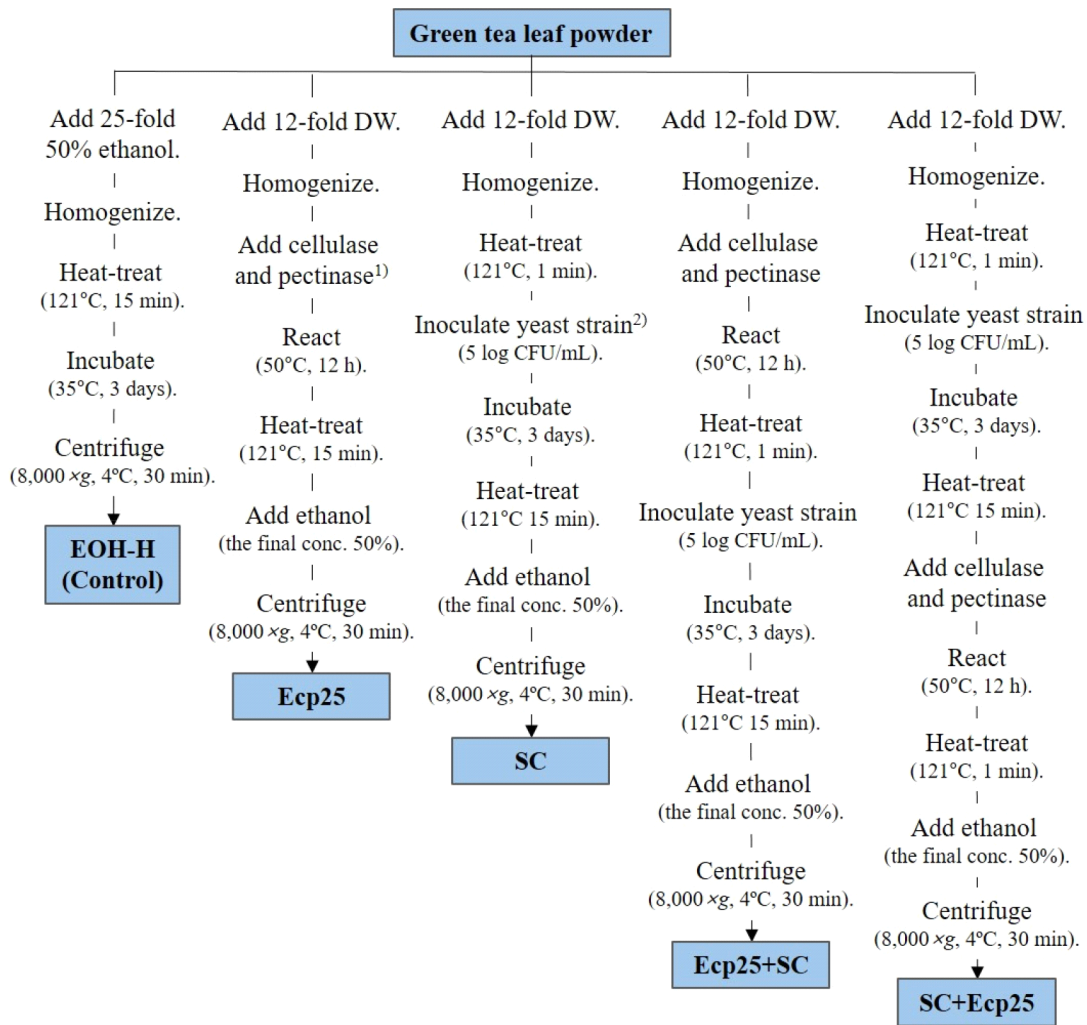 Green tea leaf powder
Add 25-fold
50% ethanol.
Homogenize.
Heat-treat
(121°C, 15 min).
Incubate
(35°C, 3 days).
Centrifuge
(8,000 ×g, 4ºC, 30 min).
EOH-H
(Control)
Add 12-fold DW.
Homogenize.
Add cellulase
and pectinase1)
React
(50°C, 12 h).
Heat-treat
(121°C, 15 min).
Add ethanol
(the final conc. 50%).
Centrifuge
(8,000 ×g, 4ºC, 30 min).
Ecp25
Add 12-fold DW.
Homogenize.
Heat-treat
(121°C, 1 min).
Inoculate yeast strain2)
(5 log CFU/mL).
Incubate
(35°C, 3 days).
Heat-treat
(121°C 15 min).
Add ethanol
(the final conc. 50%).
Centrifuge
(8,000 ×g, 4ºC, 30 min).
SC
Add 12-fold DW.
Homogenize.
Add cellulase
and pectinase
React
(50°C, 12 h).
Heat-treat
(121°C, 1 min).
Inoculate yeast strain
(5 log CFU/mL).
Incubate
(35°C, 3 days).
Heat-treat
(121°C 15 min).
Add ethanol
(the final conc. 50%).
Centrifuge
(8,000 ×g, 4ºC, 30 min).
Ecp25+SC
Add 12-fold DW.
Homogenize.
Heat-treat
(121°C, 1 min).
Inoculate yeast strain
(5 log CFU/mL).
Incubate
(35°C, 3 days).
Heat-treat
(121°C 15 min).
Add cellulase
and pectinase
React
(50°C, 12 h).
Heat-treat
(121°C, 1 min).
Add ethanol
(the final conc. 50%).
Centrifuge
(8,000 ×g, 4ºC, 30 min).
SC+Ecp25